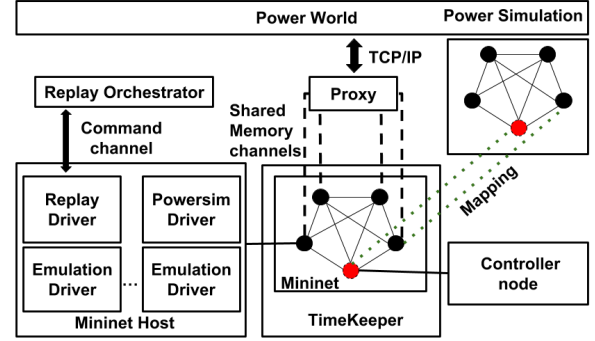 Power World
Power Simulation
TCP/IP
Replay Orchestrator
Proxy
Command
channel
Shared
Memory
channels
Mapping
Replay
Driver
Powersim
Driver
Emulation
Driver
...
Emulation
Driver
Mininet Host
Mininet
TimeKeeper
Controller
node